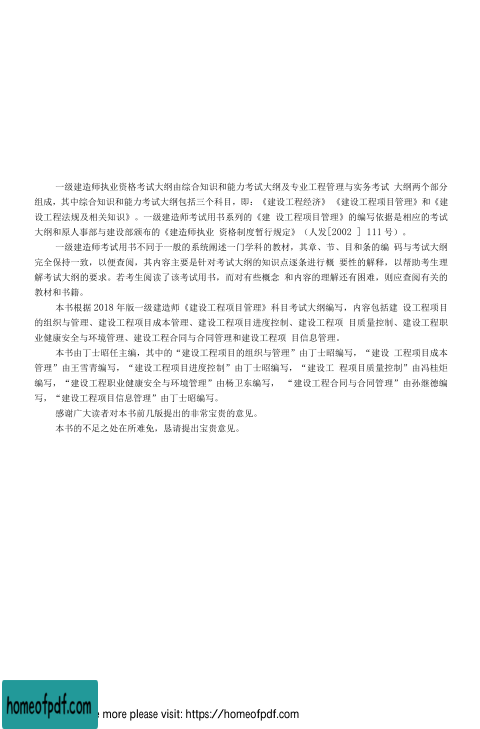 一级建造师执业资格考试大纲由综合知识和能力考试大纲及专业工程管理与实务考试 大纲两个部分
组成，其中综合知识和能力考试大纲包括三个科目，即：《建设工程经济》 《建设工程项目管理》和《建
设工程法规及相关知识》。一级建造师考试用书系列的《建 设工程项目管理》的编写依据是相应的考试
大纲和原人事部与建设部颁布的《建造师执业 资格制度暂行规定》（人发[2002 ] 111 号）。
一级建造师考试用书不同于一般的系统阐述一门学科的教材，其章、节、目和条的编 码与考试大纲
完全保持一致，以便查阅，其内容主要是针对考试大纲的知识点逐条进行概 要性的解释，以帮助考生理
解考试大纲的要求。若考生阅读了该考试用书，而对有些概念 和内容的理解还有困难，则应查阅有关的
教材和书籍。
本书根据 2018 年版一级建造师《建设工程项目管理》科目考试大纲编写，内容包括建 设工程项目
的组织与管理、建设工程项目成本管理、建设工程项目进度控制、建设工程项 目质量控制、建设工程职
业健康安全与环境管理、建设工程合同与合同管理和建设工程项 目信息管理。
本书由丁士昭任主编，其中的“建设工程项目的组织与管理”由丁士昭编写，“建设 工程项目成本
管理”由王雪青编写，“建设工程项目进度控制”由丁士昭编写，“建设工 程项目质量控制”由冯桂炬
编写，“建设工程职业健康安全与环境管理”由杨卫东编写， “建设工程合同与合同管理”由孙继德编
写，“建设工程项目信息管理”由丁士昭编写。
感谢广大读者对本书前几版提出的非常宝贵的意见。
本书的不足之处在所难免，恳请提出宝贵意见。
homeofpdf.com
more please visit: https://homeofpdf.com